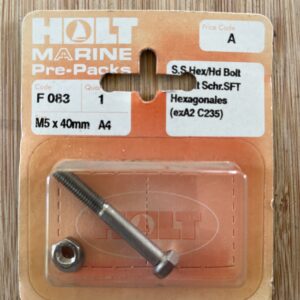 HOLT
MARINE
Pre-Packs
Price Code
A
Code
F 083
1
M5 x 40mm A4
S.S Hex/Hd Bolt
Schr.SFT
Hexagonales
(exA2 C235)
HOLT